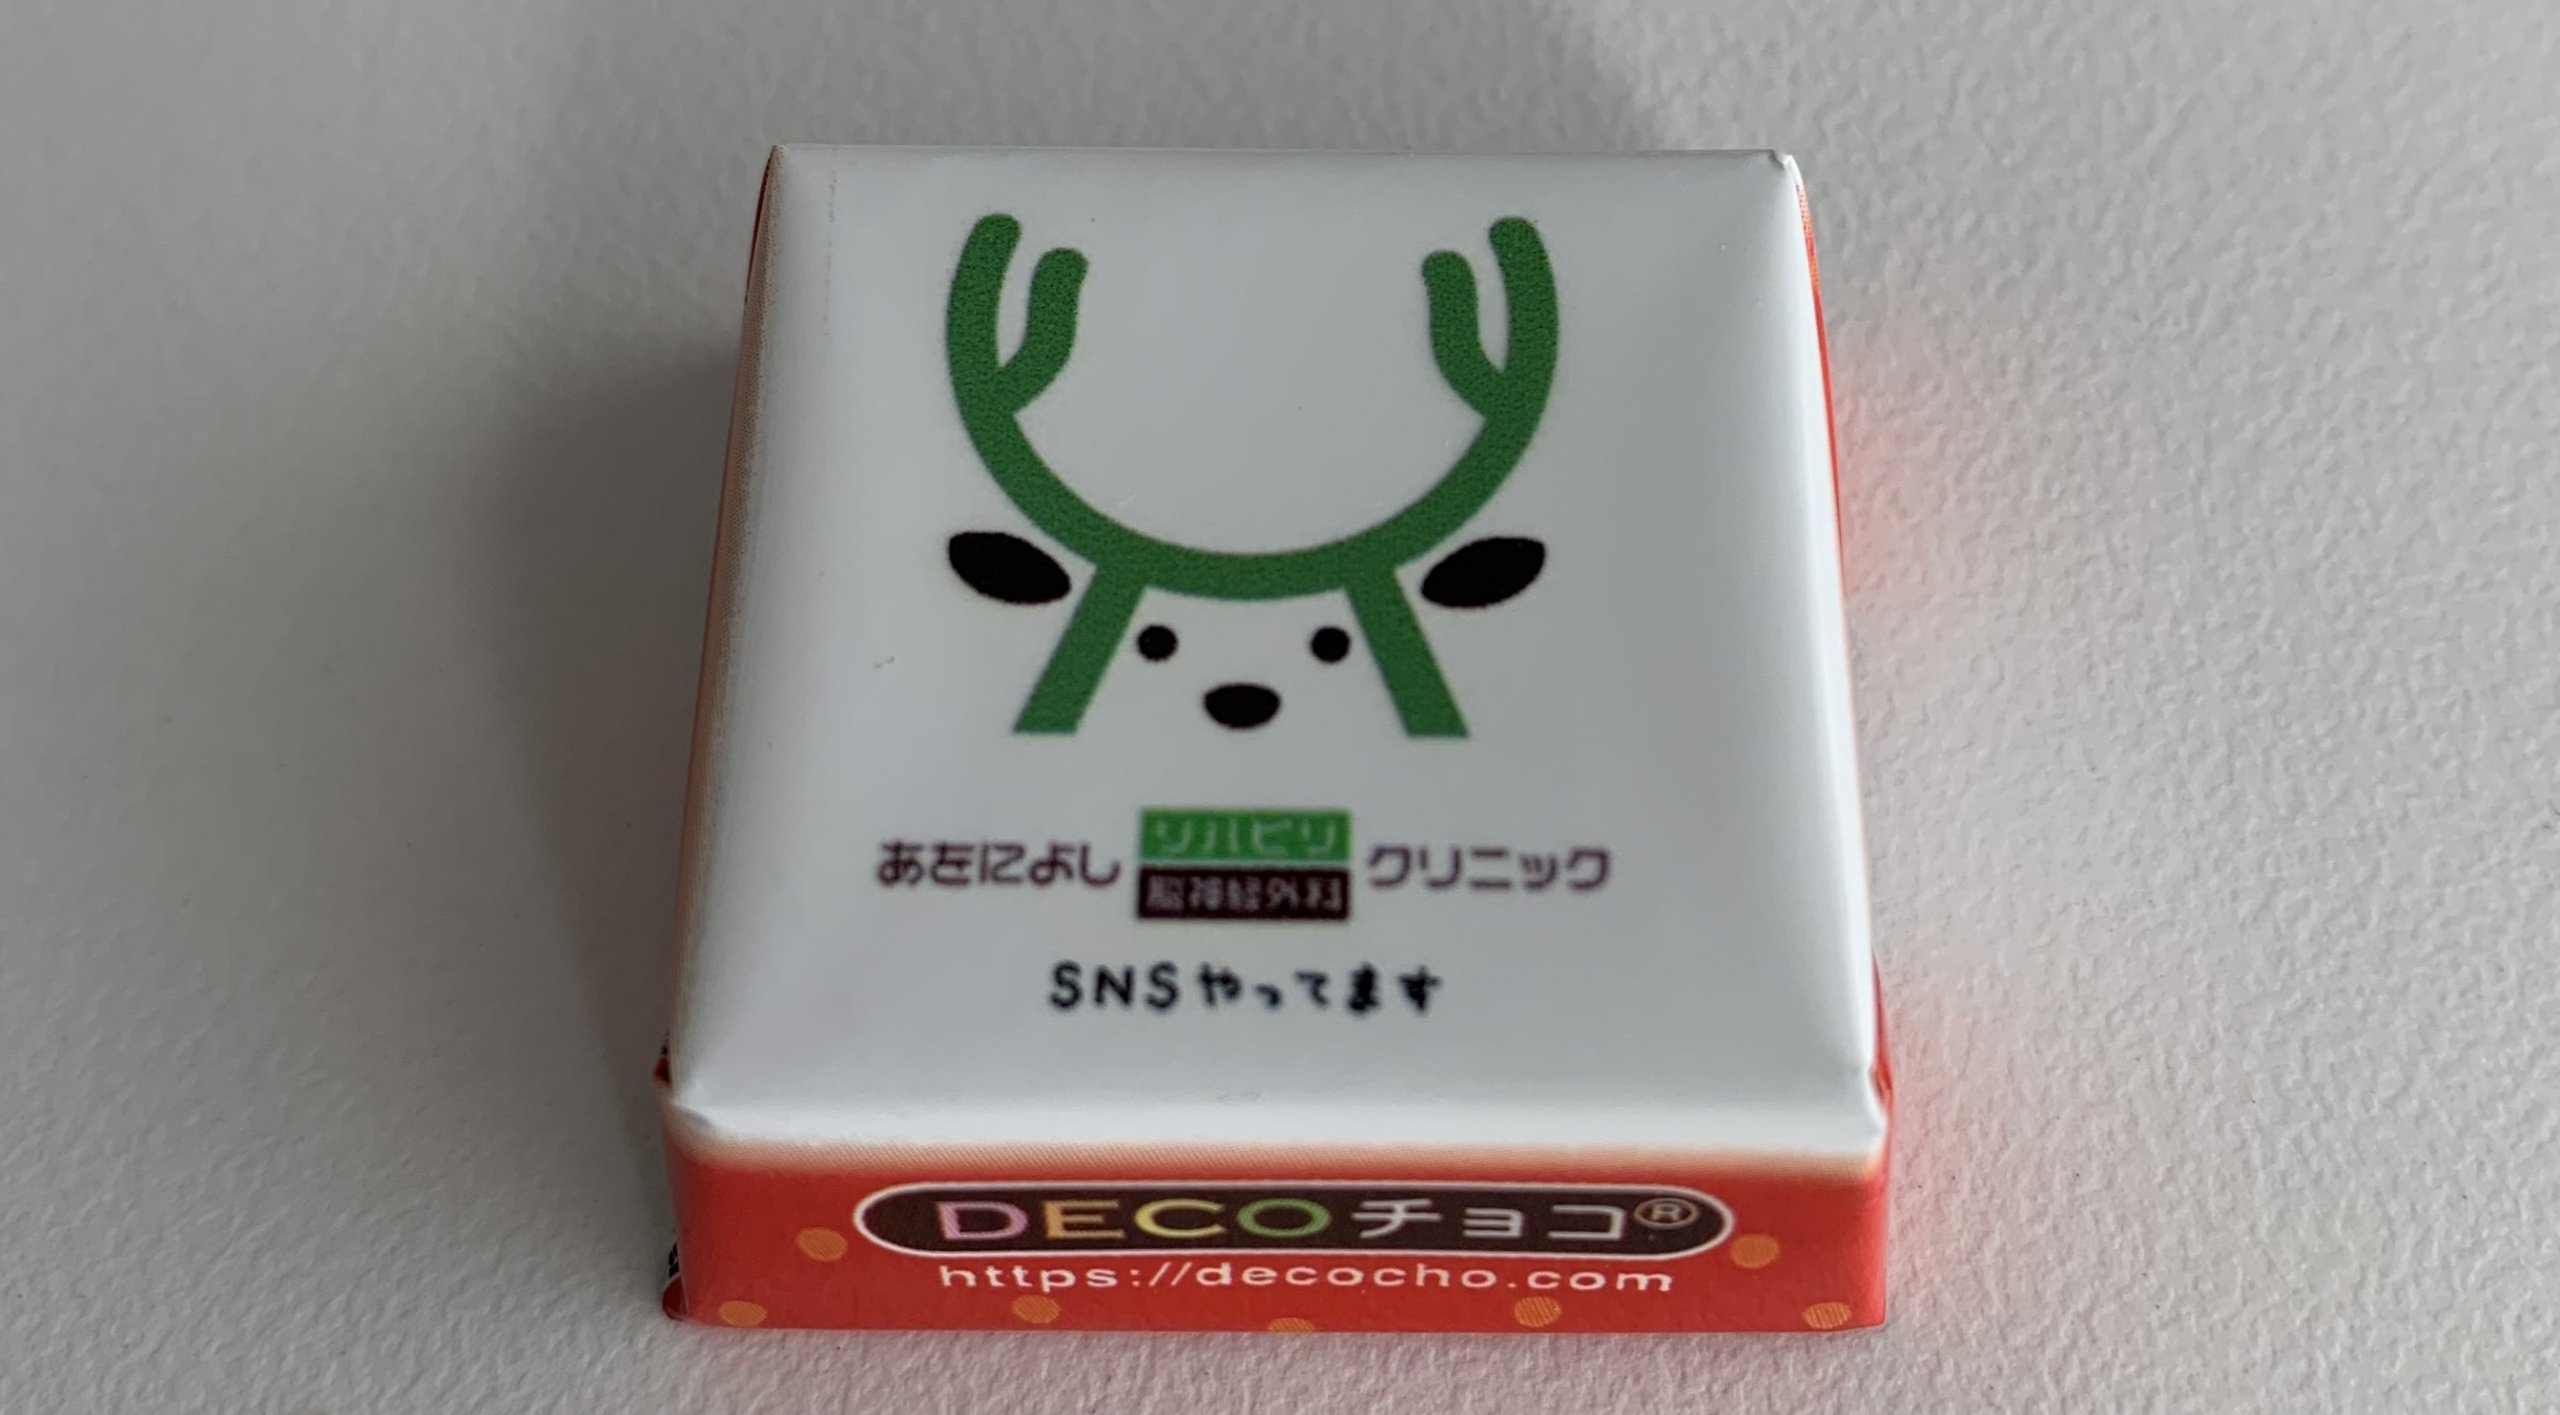 あをによし リハビリ 脳神経外科 クリニック
SNSやってます
DECOチョコ®
https://decocho.com